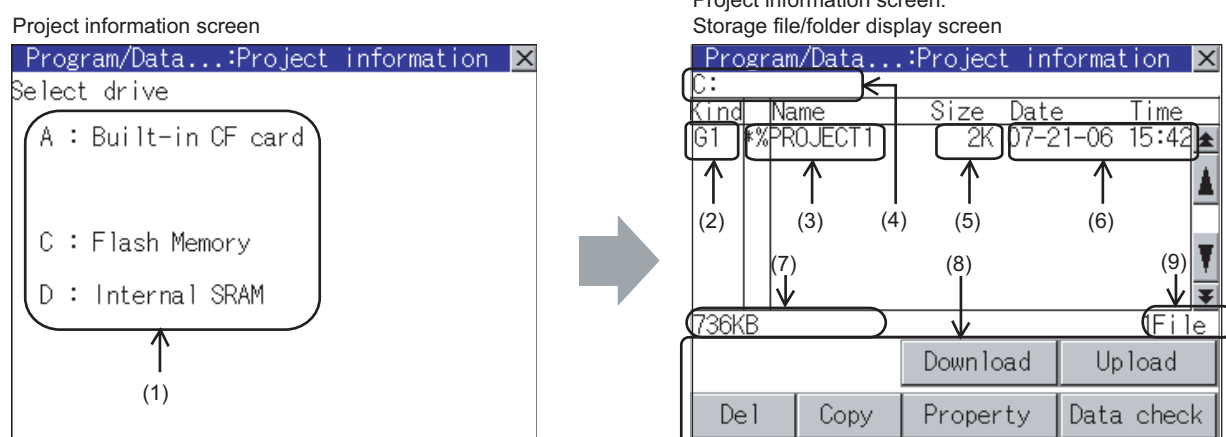 Project information screen
Program/Data...:Project information
Select drive
A : Built-in CF card
C : Flash Memory
D : Internal SRAM
(1)
Project information screen:
Storage file/folder display screen
Program/Data...:Project information
C:
Kind Name Size Date Time
G1 *%PROJECT1 2K 07-21-06 15:42
(2) (3) (4) (5) (6)
(7) (8) (9)
736KB 1File
Download Upload
Del Copy Property Data check